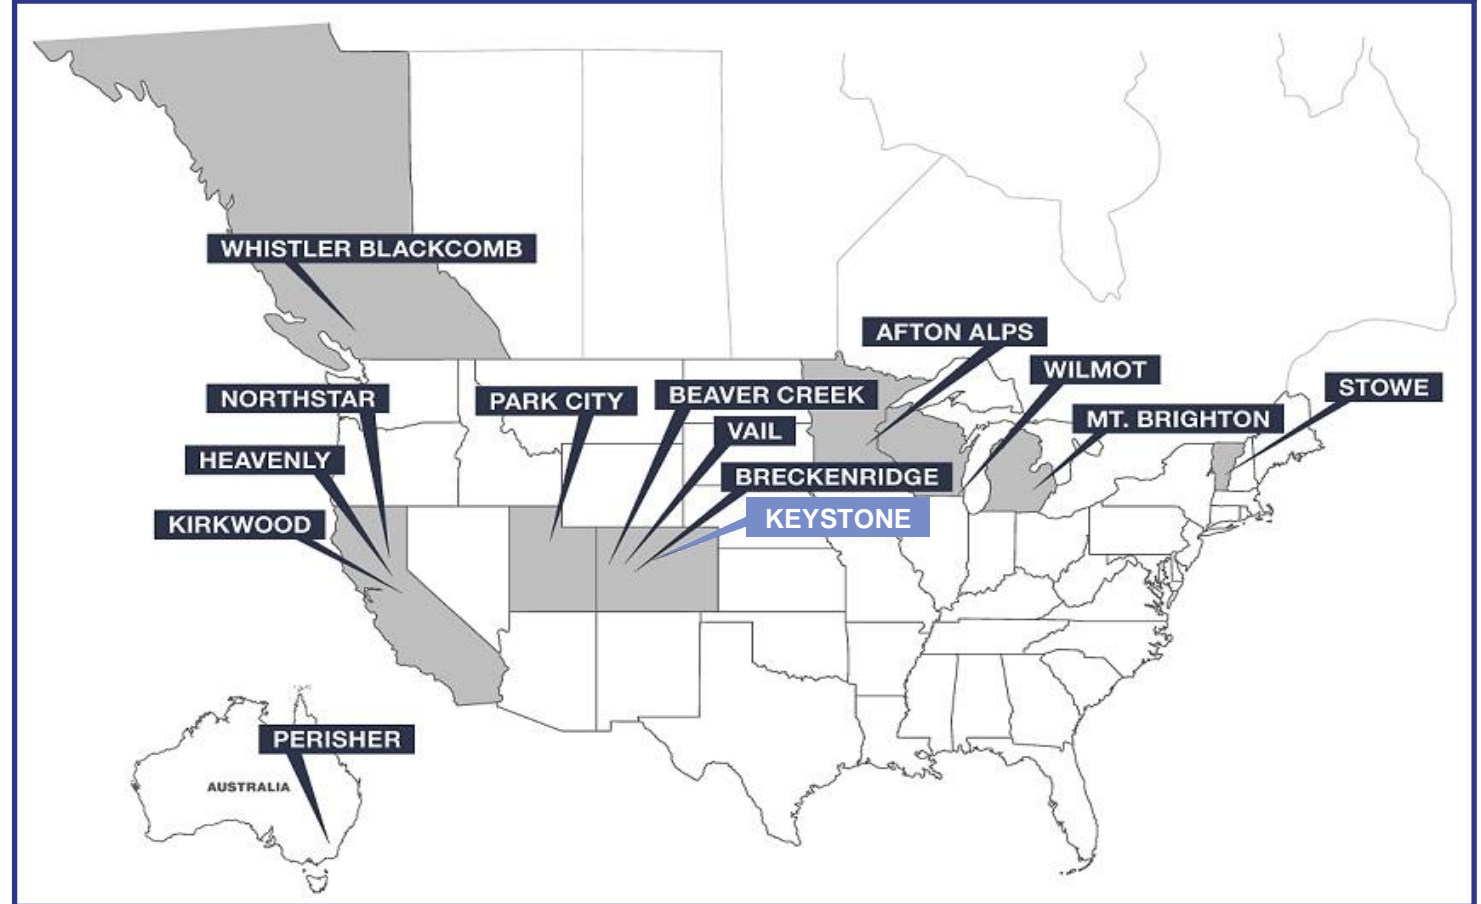 WHISTLER BLACKCOMB
AFTON ALPS
WILMOT
STOWE
NORTHSTAR
PARK CITY
BEAVER CREEK
MT. BRIGHTON
VAIL
HEAVENLY
BRECKENRIDGE
KEYSTONE
KIRKWOOD
PERISHER
AUSTRALIA